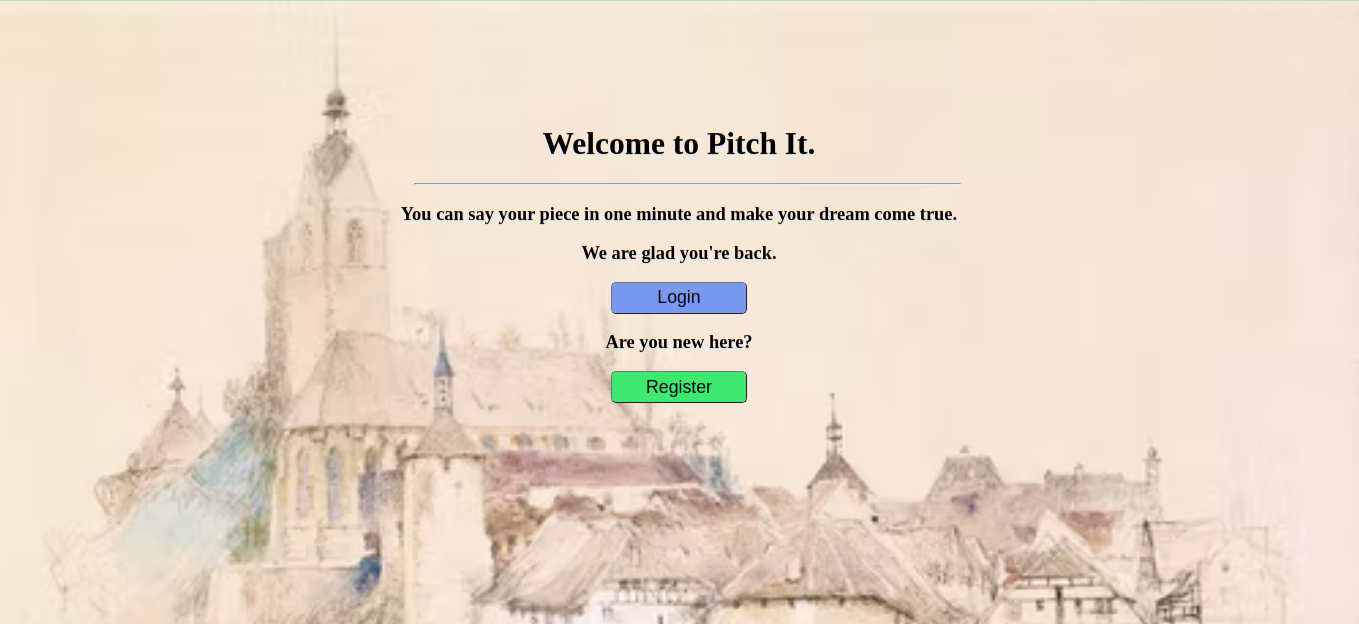 Welcome to Pitch It.
You can say your piece in one minute and make your dream come true.
We are glad you're back.
Login
Are you new here?
Register